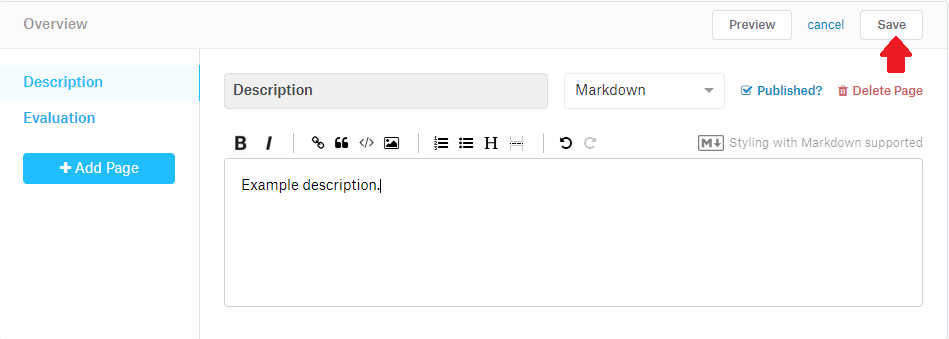 Overview
Preview
cancel
Save
Description
Evaluation
Add Page
Description
Markdown
Published?
Delete Page
B I H
M Styling with Markdown supported
Example description.